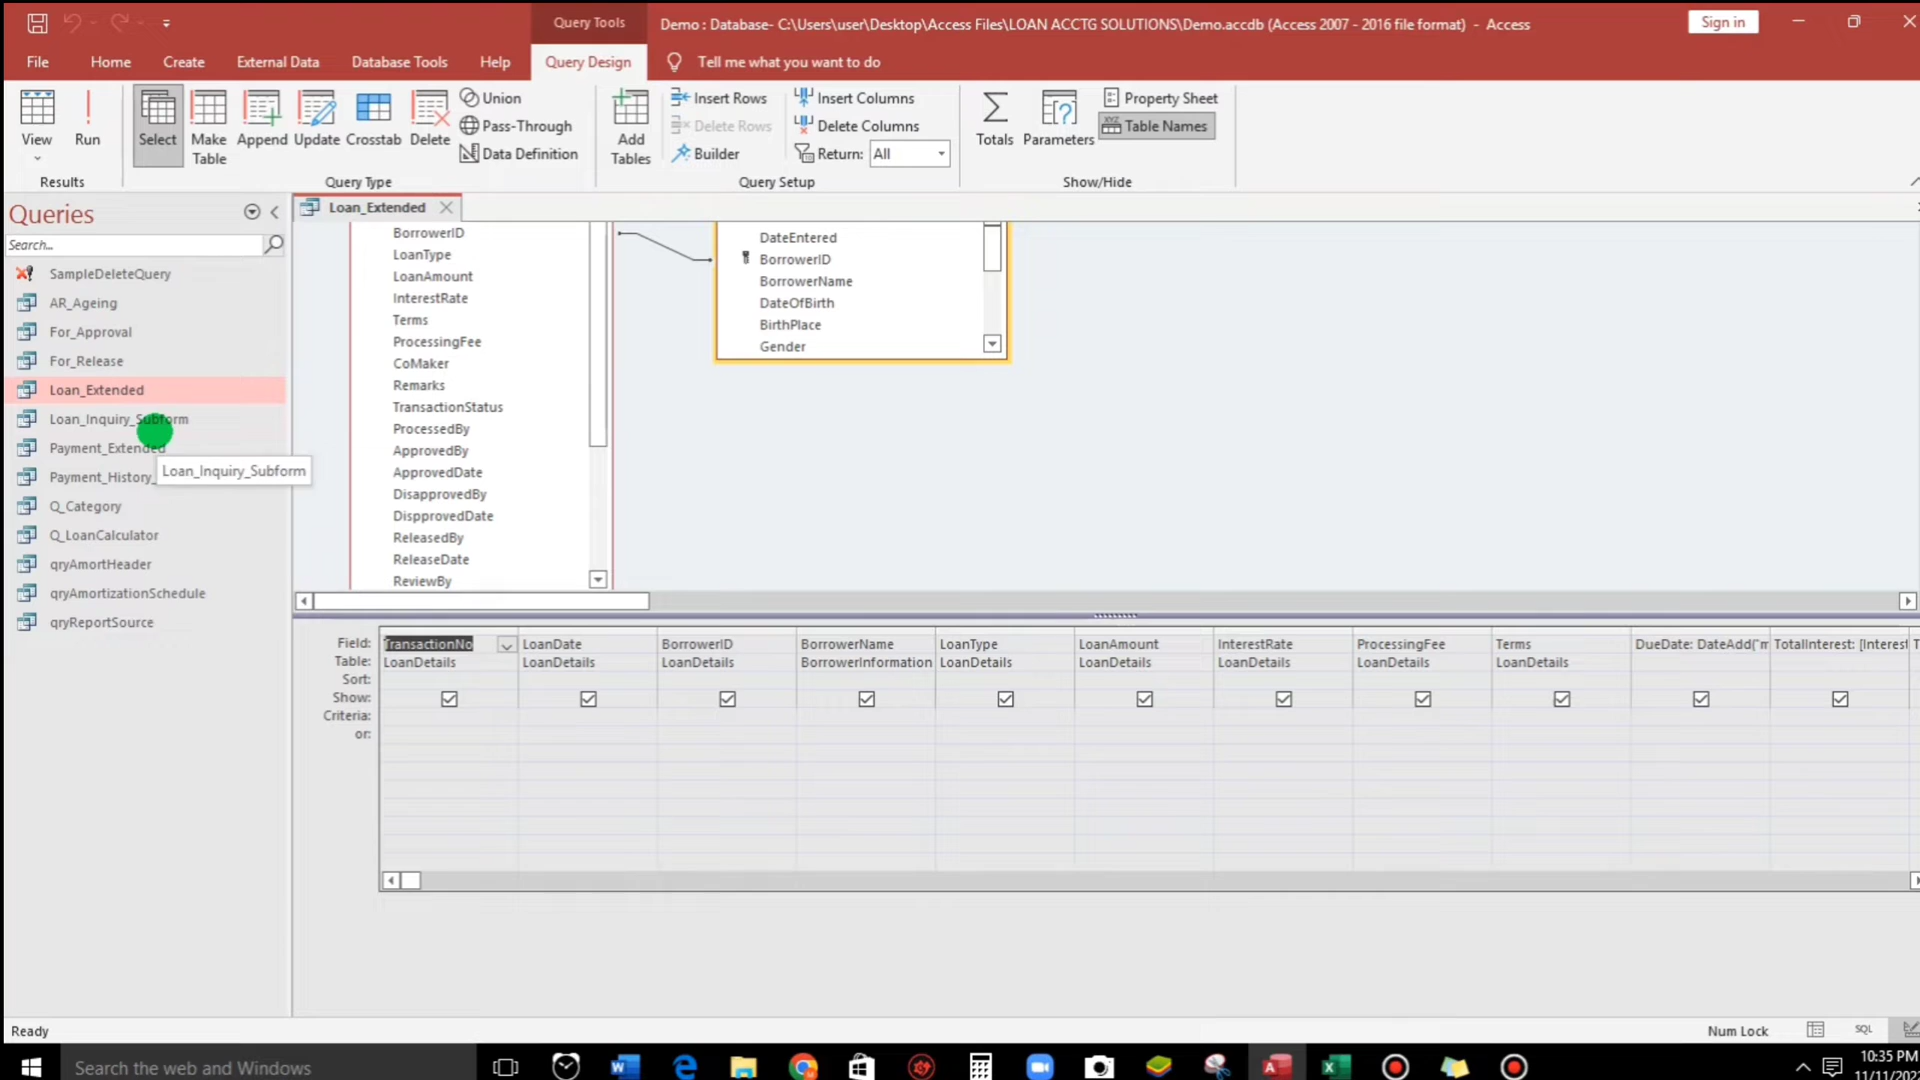 Query Tools
Demo : Database- C:\Users\user\Desktop\Access Files\LOAN ACCTG SOLUTIONS\Demo.accdb (Access 2007 - 2016 file format) - Access
Sign in
File Home Create External Data Database Tools Help Query Design Tell me what you want to do
View
Run
Select
Make
Table
Append
Update
Crosstab
Delete
Union
Pass-Through
Data Definition
Add
Tables
Insert Rows
Delete Rows
Builder
Insert Columns
Delete Columns
Return: All
Totals
Parameters
Property Sheet
Table Names
Results
Query Type
Query Setup
Show/Hide
Queries
Search...
SampleDeleteQuery
AR_Ageing
For_Approval
For_Release
Loan_Extended
Loan_Inquiry_Subform
Payment_Extended
Payment_History_
Loan_Inquiry_Subform
Q_Category
Q_LoanCalculator
qryAmortHeader
qryAmortizationSchedule
qryReportSource
Loan_Extended
BorrowerID
LoanType
LoanAmount
InterestRate
Terms
ProcessingFee
CoMaker
Remarks
TransactionStatus
ProcessedBy
ApprovedBy
ApprovedDate
DisapprovedBy
DispprovedDate
ReleasedBy
ReleaseDate
ReviewBy
DateEntered
BorrowerID
BorrowerName
DateOfBirth
BirthPlace
Gender
Field: TransactionNo LoanDate BorrowerID BorrowerName LoanType LoanAmount InterestRate ProcessingFee Terms DueDate: DateAdd("m TotalInterest: [Interest T
Table: LoanDetails LoanDetails LoanDetails BorrowerInformation LoanDetails LoanDetails LoanDetails LoanDetails LoanDetails
Sort:
Show:
Criteria:
or:
Ready
Num Lock
SQL
Search the web and Windows
10:35 PM
11/11/202